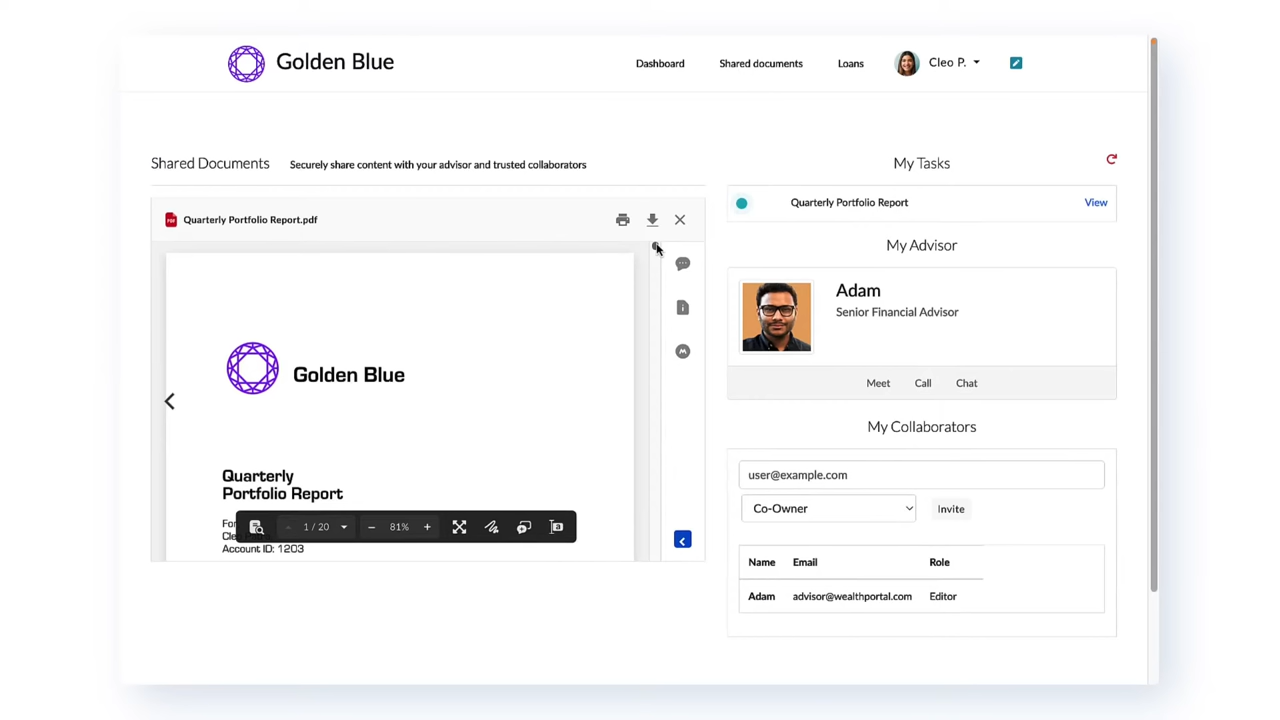 Golden Blue
Dashboard
Shared documents
Loans
Cleo P.
Shared Documents
Securely share content with your advisor and trusted collaborators
PDF
Quarterly Portfolio Report.pdf
Golden Blue
Quarterly
Portfolio Report
Account ID: 1203
1 / 20
81%
My Tasks
Quarterly Portfolio Report
View
My Advisor
Adam
Senior Financial Advisor
Meet
Call
Chat
My Collaborators
user@example.com
Co-Owner
Invite
Name Email Role
Adam advisor@wealthportal.com Editor